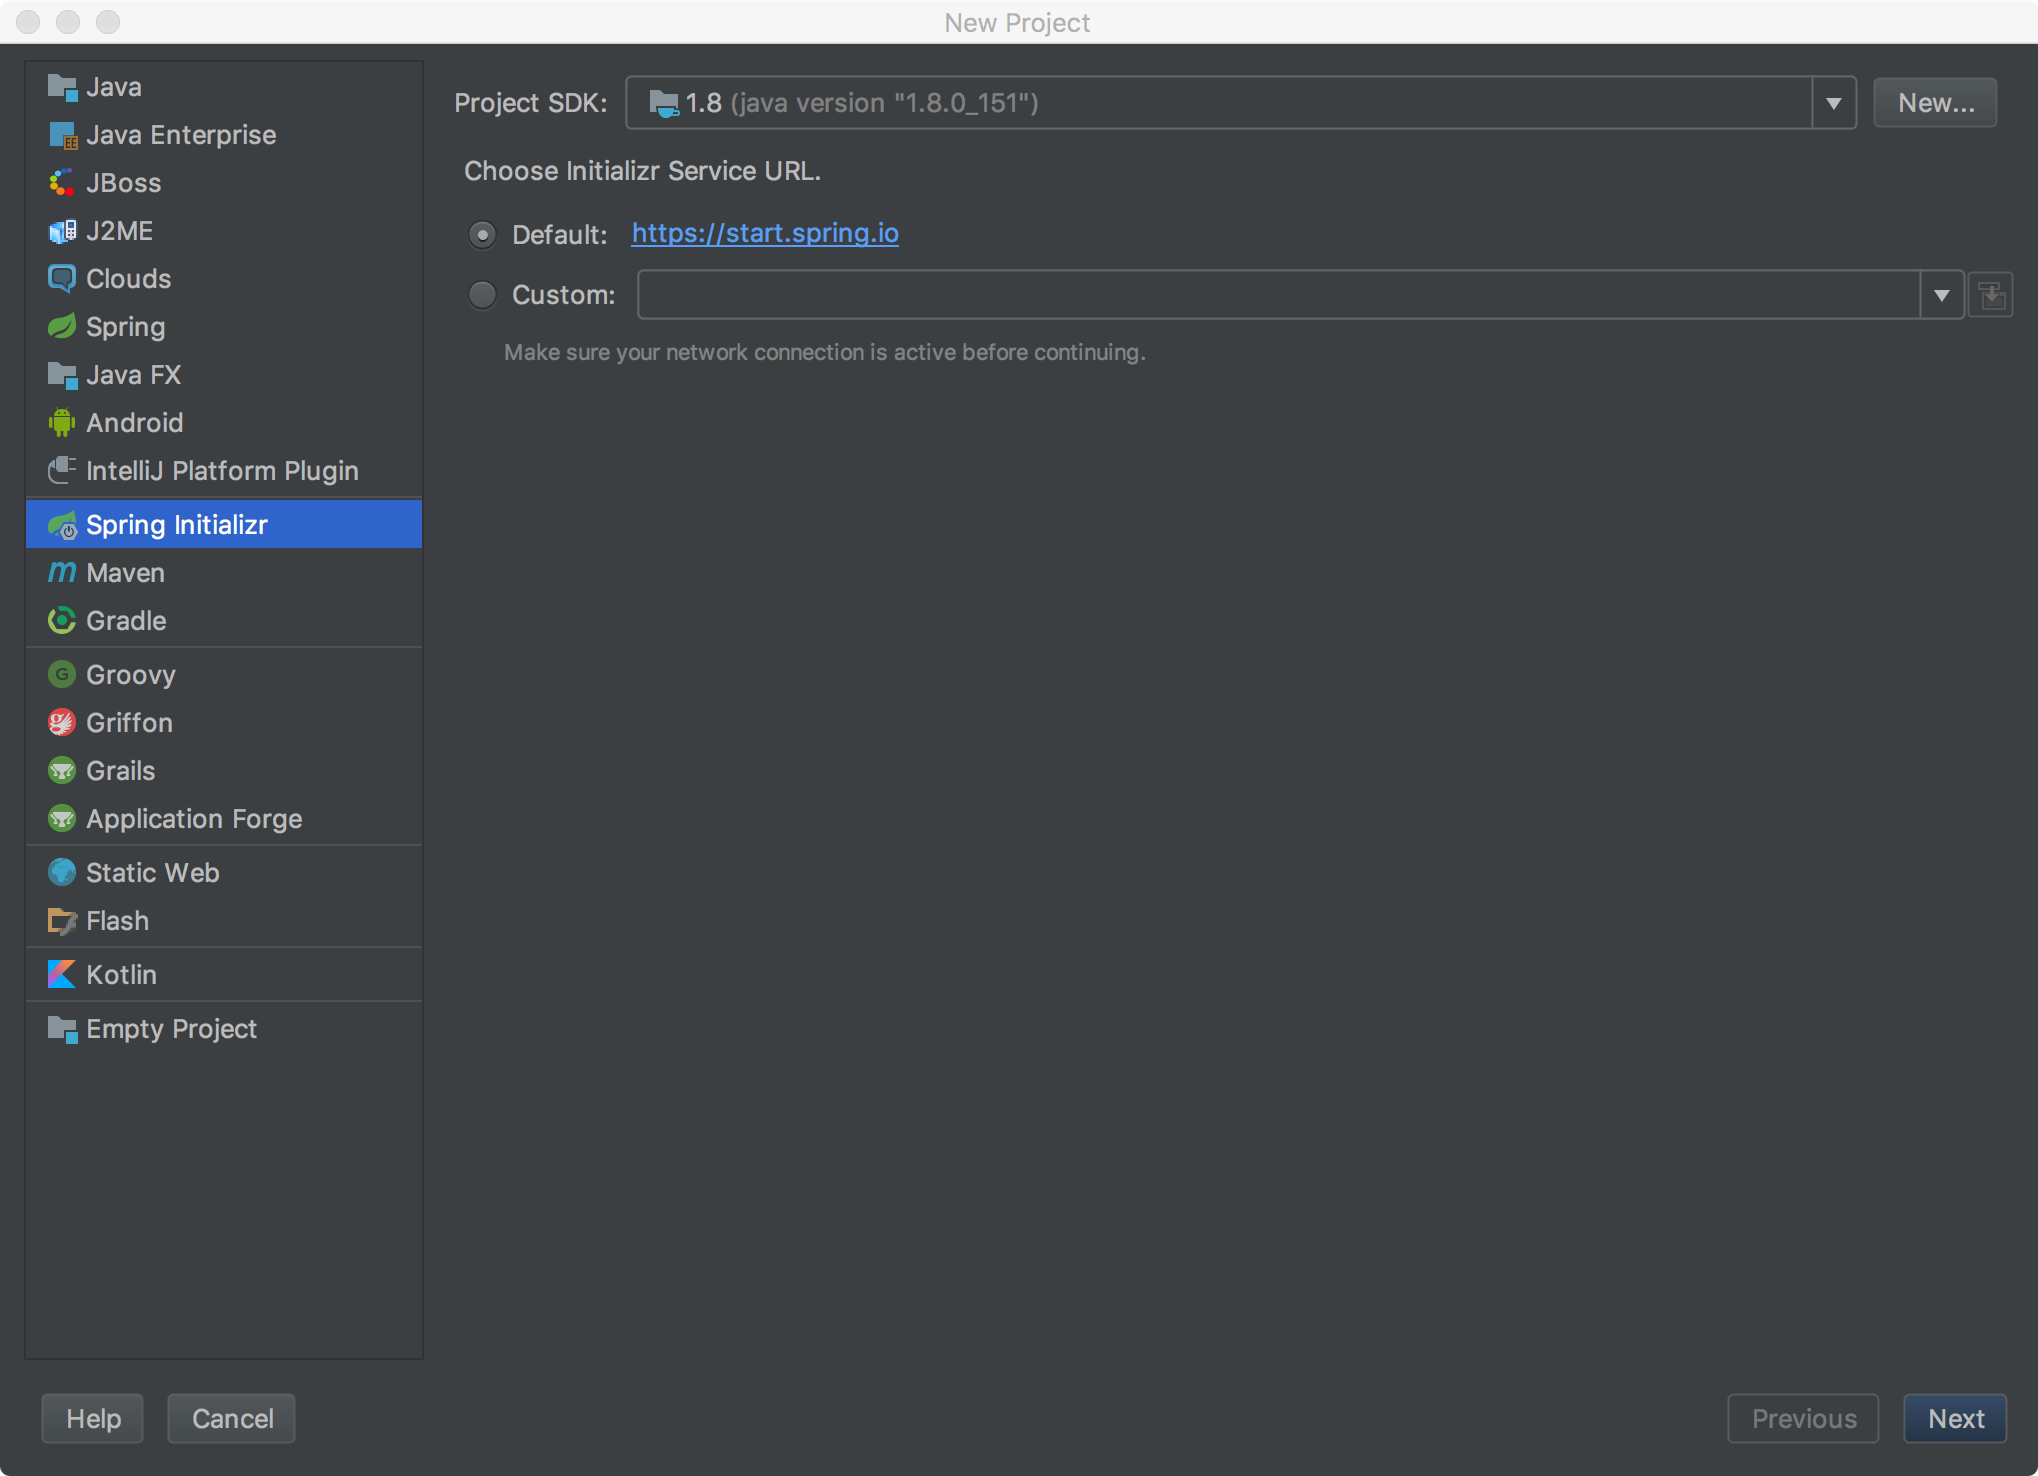 New Project
Java
Java Enterprise
JBoss
J2ME
Clouds
Spring
Java FX
Android
IntelliJ Platform Plugin
Spring Initializr
Maven
Gradle
Groovy
Griffon
Grails
Application Forge
Static Web
Flash
Kotlin
Empty Project
Project SDK: 1.8 (java version "1.8.0_151") New...
Choose Initializr Service URL.
Default: https://start.spring.io
Custom:
Make sure your network connection is active before continuing.
Help Cancel Previous Next